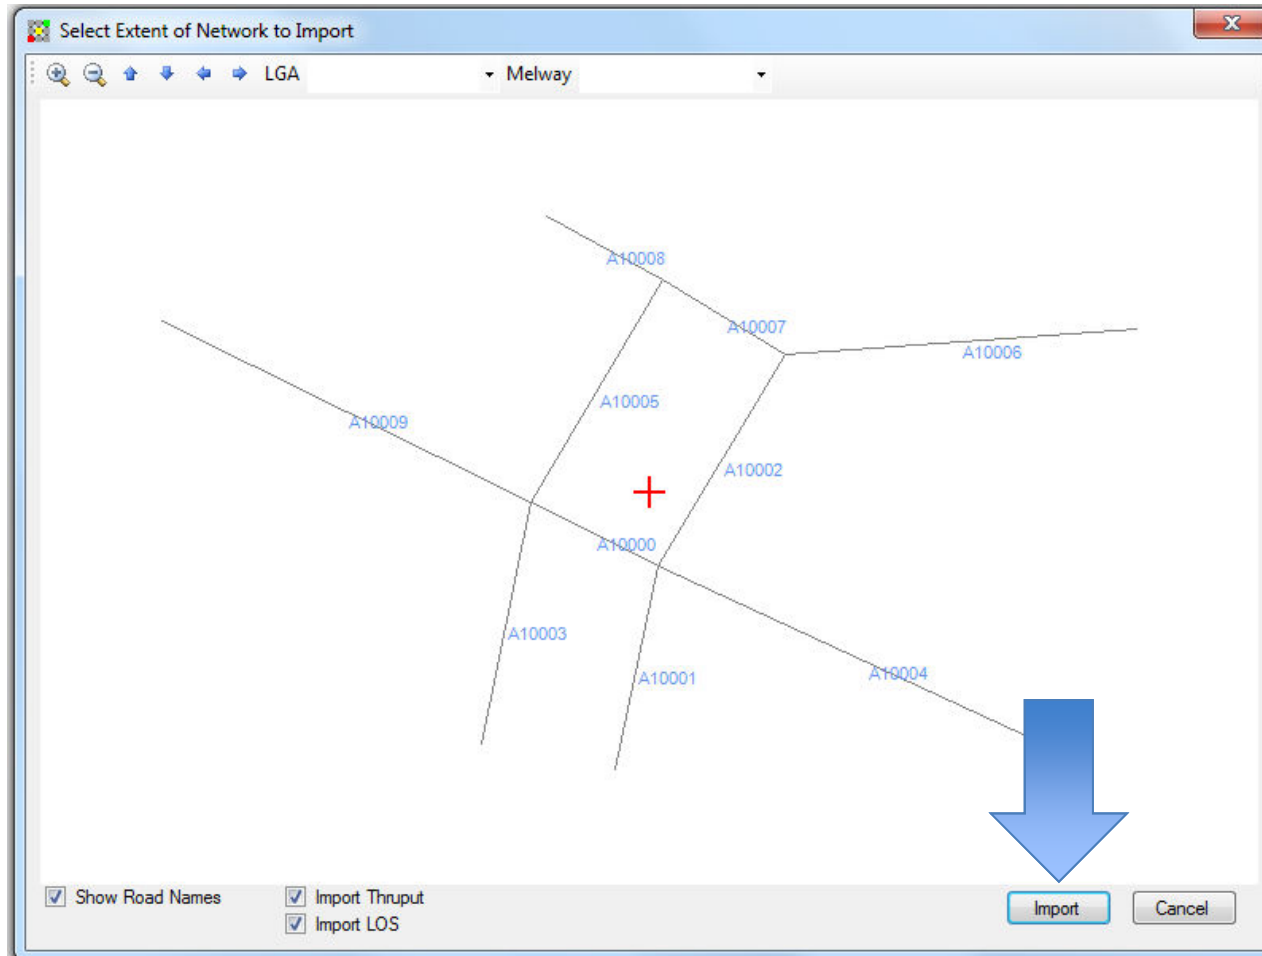 Select Extent of Network to Import
X
LGA Melway
A10008
A10007
A10006
A10005
A10009
A10002
A10000
A10003
A10001
A10004
Show Road Names
Import Thruput
Import LOS
Import
Cancel